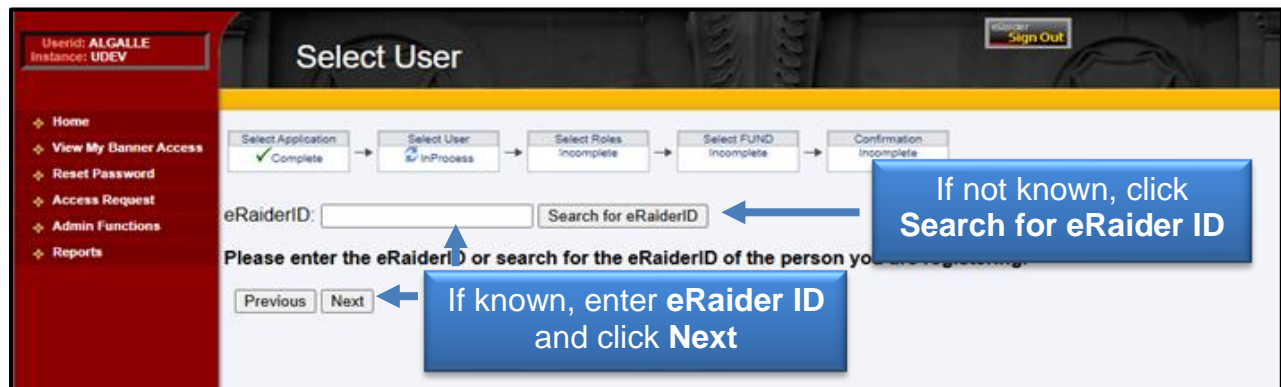 Userid: ALGALLE
Instance: UDEV
Select User
eRaider
Sign Out
Home
View My Banner Access
Reset Password
Access Request
Admin Functions
Reports
Select Application
Complete
Select User
InProcess
Select Roles
Incomplete
Select FUND
Incomplete
Confirmation
Incomplete
If not known, click
Search for eRaider ID
eRaiderID:
Search for eRaiderID
Please enter the eRaiderID or search for the eRaiderID of the person you are registering.
Previous
Next
If known, enter eRaider ID
and click Next